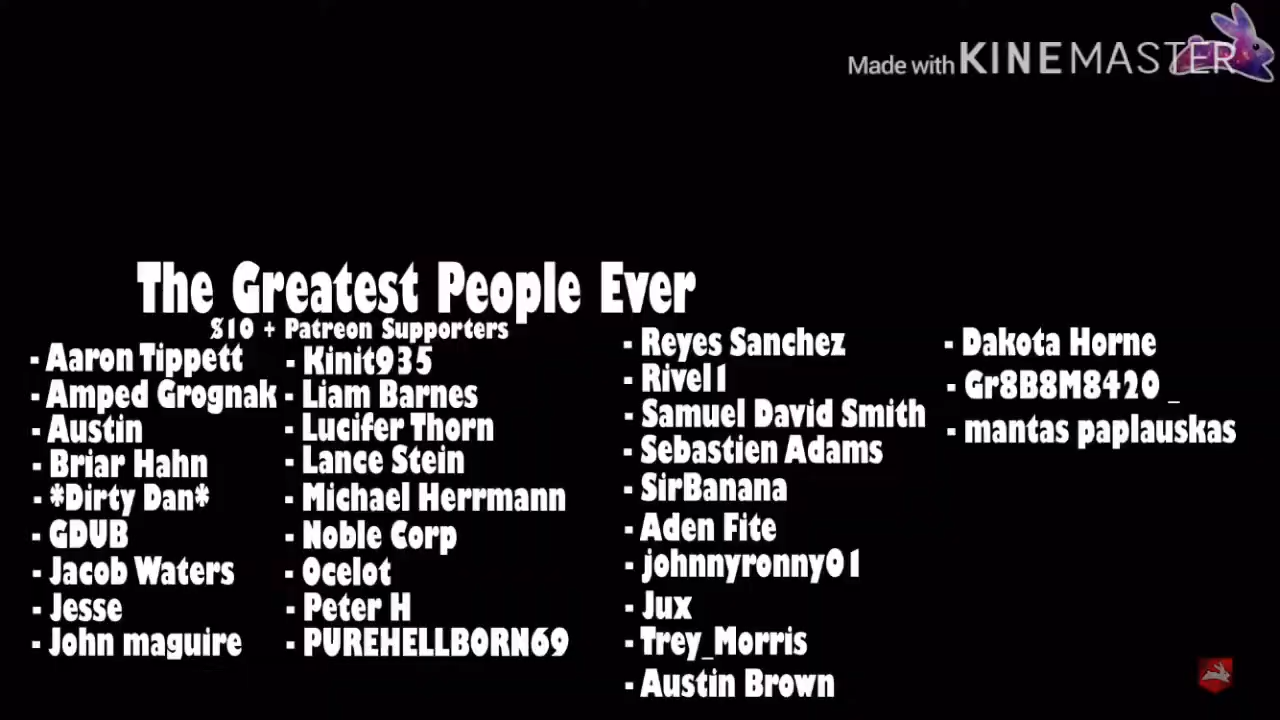 Made with KINEMASTER
The Greatest People Ever
$10 + Patreon Supporters
- Aaron Tippett
- Amped Grognak
- Austin
- Briar Hahn
- *Dirty Dan*
- GDUB
- Jacob Waters
- Jesse
- John maguire
- Kinit935
- Liam Barnes
- Lucifer Thorn
- Lance Stein
- Michael Herrmann
- Noble Corp
- Ocelot
- Peter H
- PUREHELLBORN69
- Reyes Sanchez
- Rivel1
- Samuel David Smith
- Sebastien Adams
- SirBanana
- Aden Fite
- johnnyronny01
- Jux
- Trey_Morris
- Austin Brown
- Dakota Horne
- Gr8B8M8420 _
- mantas paplauskas